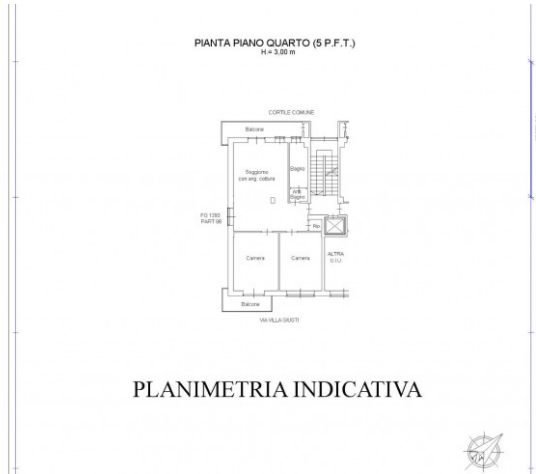 PIANTA PIANO QUARTO (5 P.F.T.)
H.= 3,00 m
CORTILE COMUNE
Balcone
Soggiorno
con ang. cottura
Bagno
Anti
Bagno
FG 1280
PART 66
Rip.
Camera
Camera
ALTRA
U.I.U.
Balcone
VIA VILLA GIUSTI
PLANIMETRIA INDICATIVA